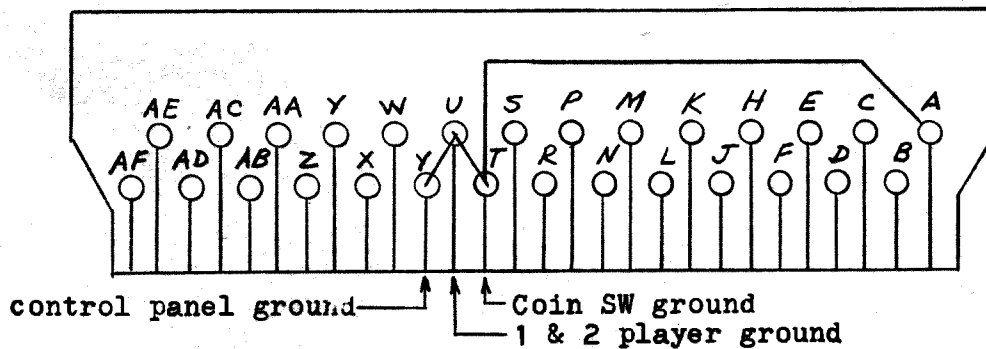 AE AC AA Y W U S P M K H E C A
AF AD AB Z X Y T R N L J F D B
control panel ground
Coin SW ground
1 & 2 player ground